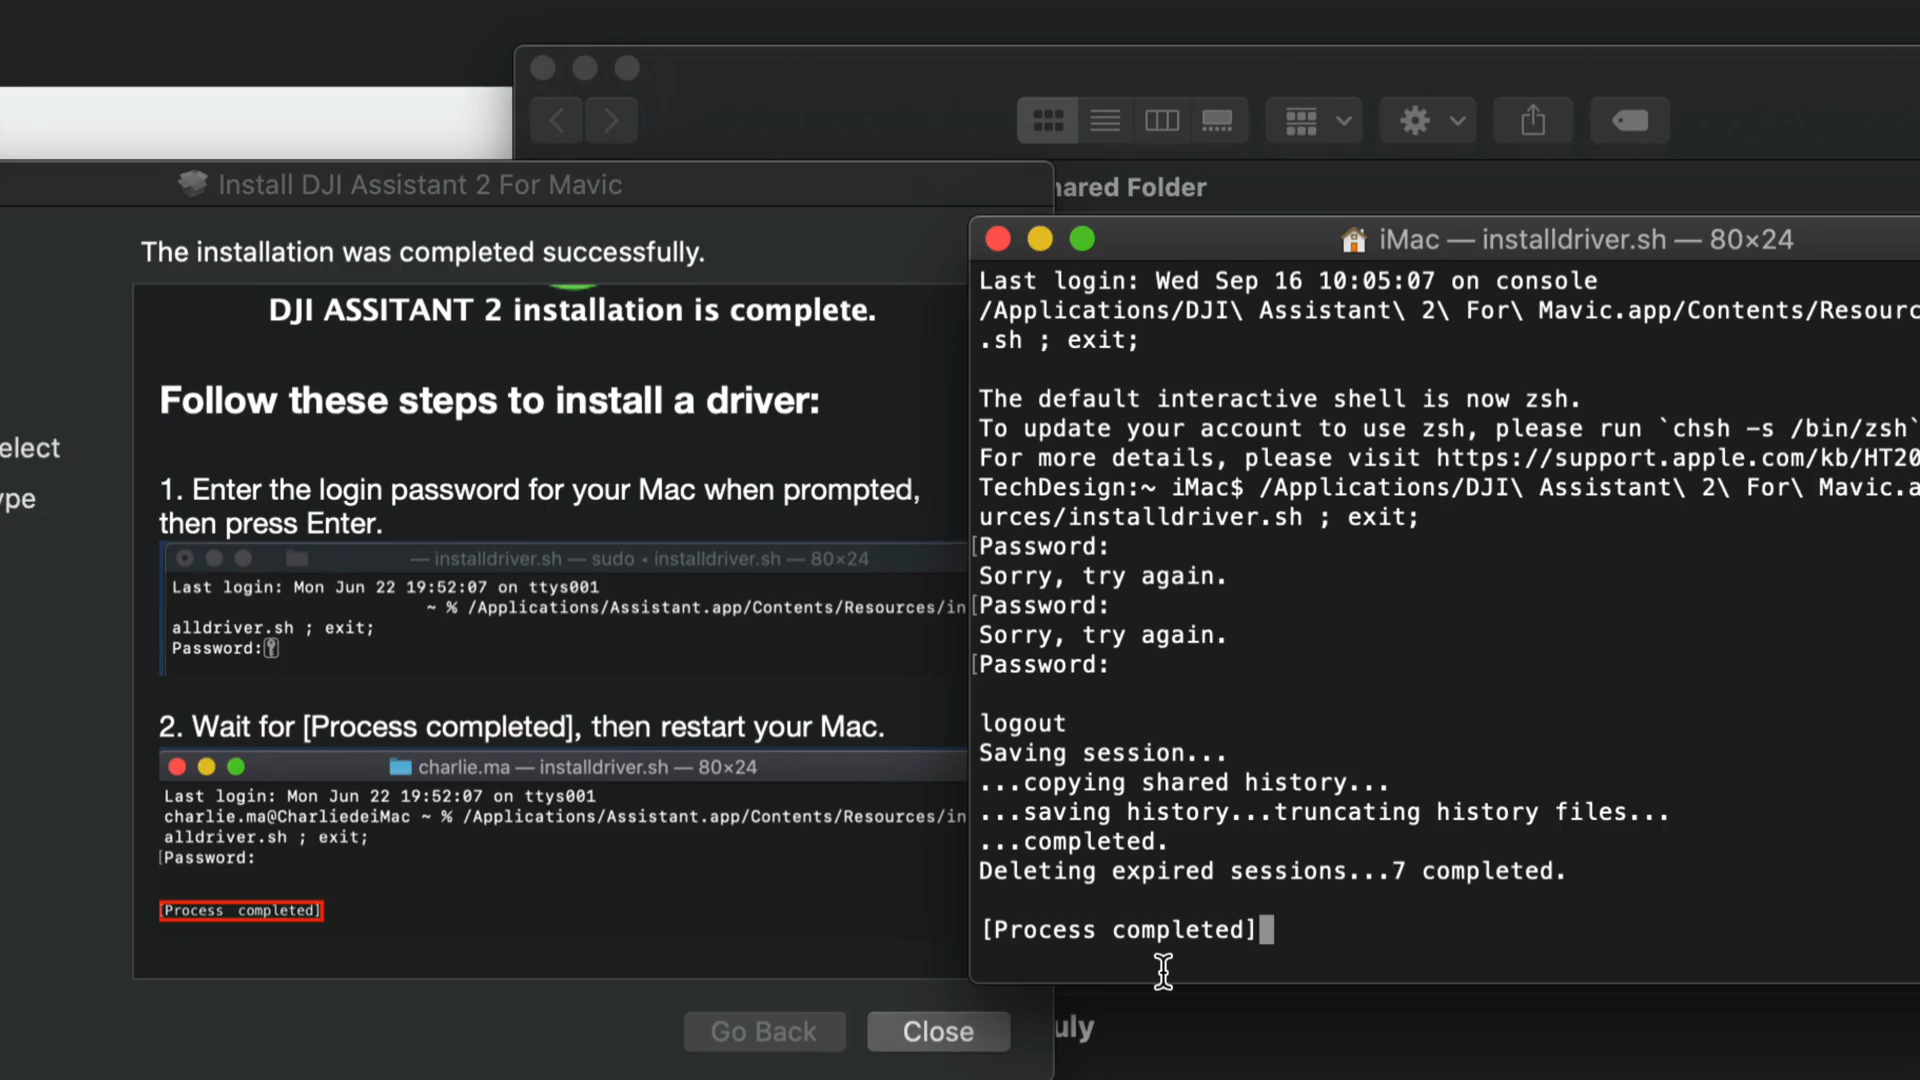 Install DJI Assistant 2 For Mavic
The installation was completed successfully.
DJI ASSITANT 2 installation is complete.
Follow these steps to install a driver:
1. Enter the login password for your Mac when prompted,
then press Enter.
— installdriver.sh — sudo ◂ installdriver.sh — 80×24
Last login: Mon Jun 22 19:52:07 on ttys001
~ % /Applications/Assistant.app/Contents/Resources/in
alldriver.sh ; exit;
Password:
2. Wait for [Process completed], then restart your Mac.
charlie.ma — installdriver.sh — 80×24
Last login: Mon Jun 22 19:52:07 on ttys001
charlie.ma@CharliedeiMac ~ % /Applications/Assistant.app/Contents/Resources/in
alldriver.sh ; exit;
[Password:
[Process completed]
elect
ype
Go Back
Close
hared Folder
iMac — installdriver.sh — 80×24
Last login: Wed Sep 16 10:05:07 on console
/Applications/DJI\ Assistant\ 2\ For\ Mavic.app/Contents/Resourc
.sh ; exit;
The default interactive shell is now zsh.
To update your account to use zsh, please run `chsh -s /bin/zsh`
For more details, please visit https://support.apple.com/kb/HT20
TechDesign:~ iMac$ /Applications/DJI\ Assistant\ 2\ For\ Mavic.a
urces/installdriver.sh ; exit;
[Password:
Sorry, try again.
[Password:
Sorry, try again.
[Password:
logout
Saving session...
...copying shared history...
...saving history...truncating history files...
...completed.
Deleting expired sessions...7 completed.
[Process completed]
uly